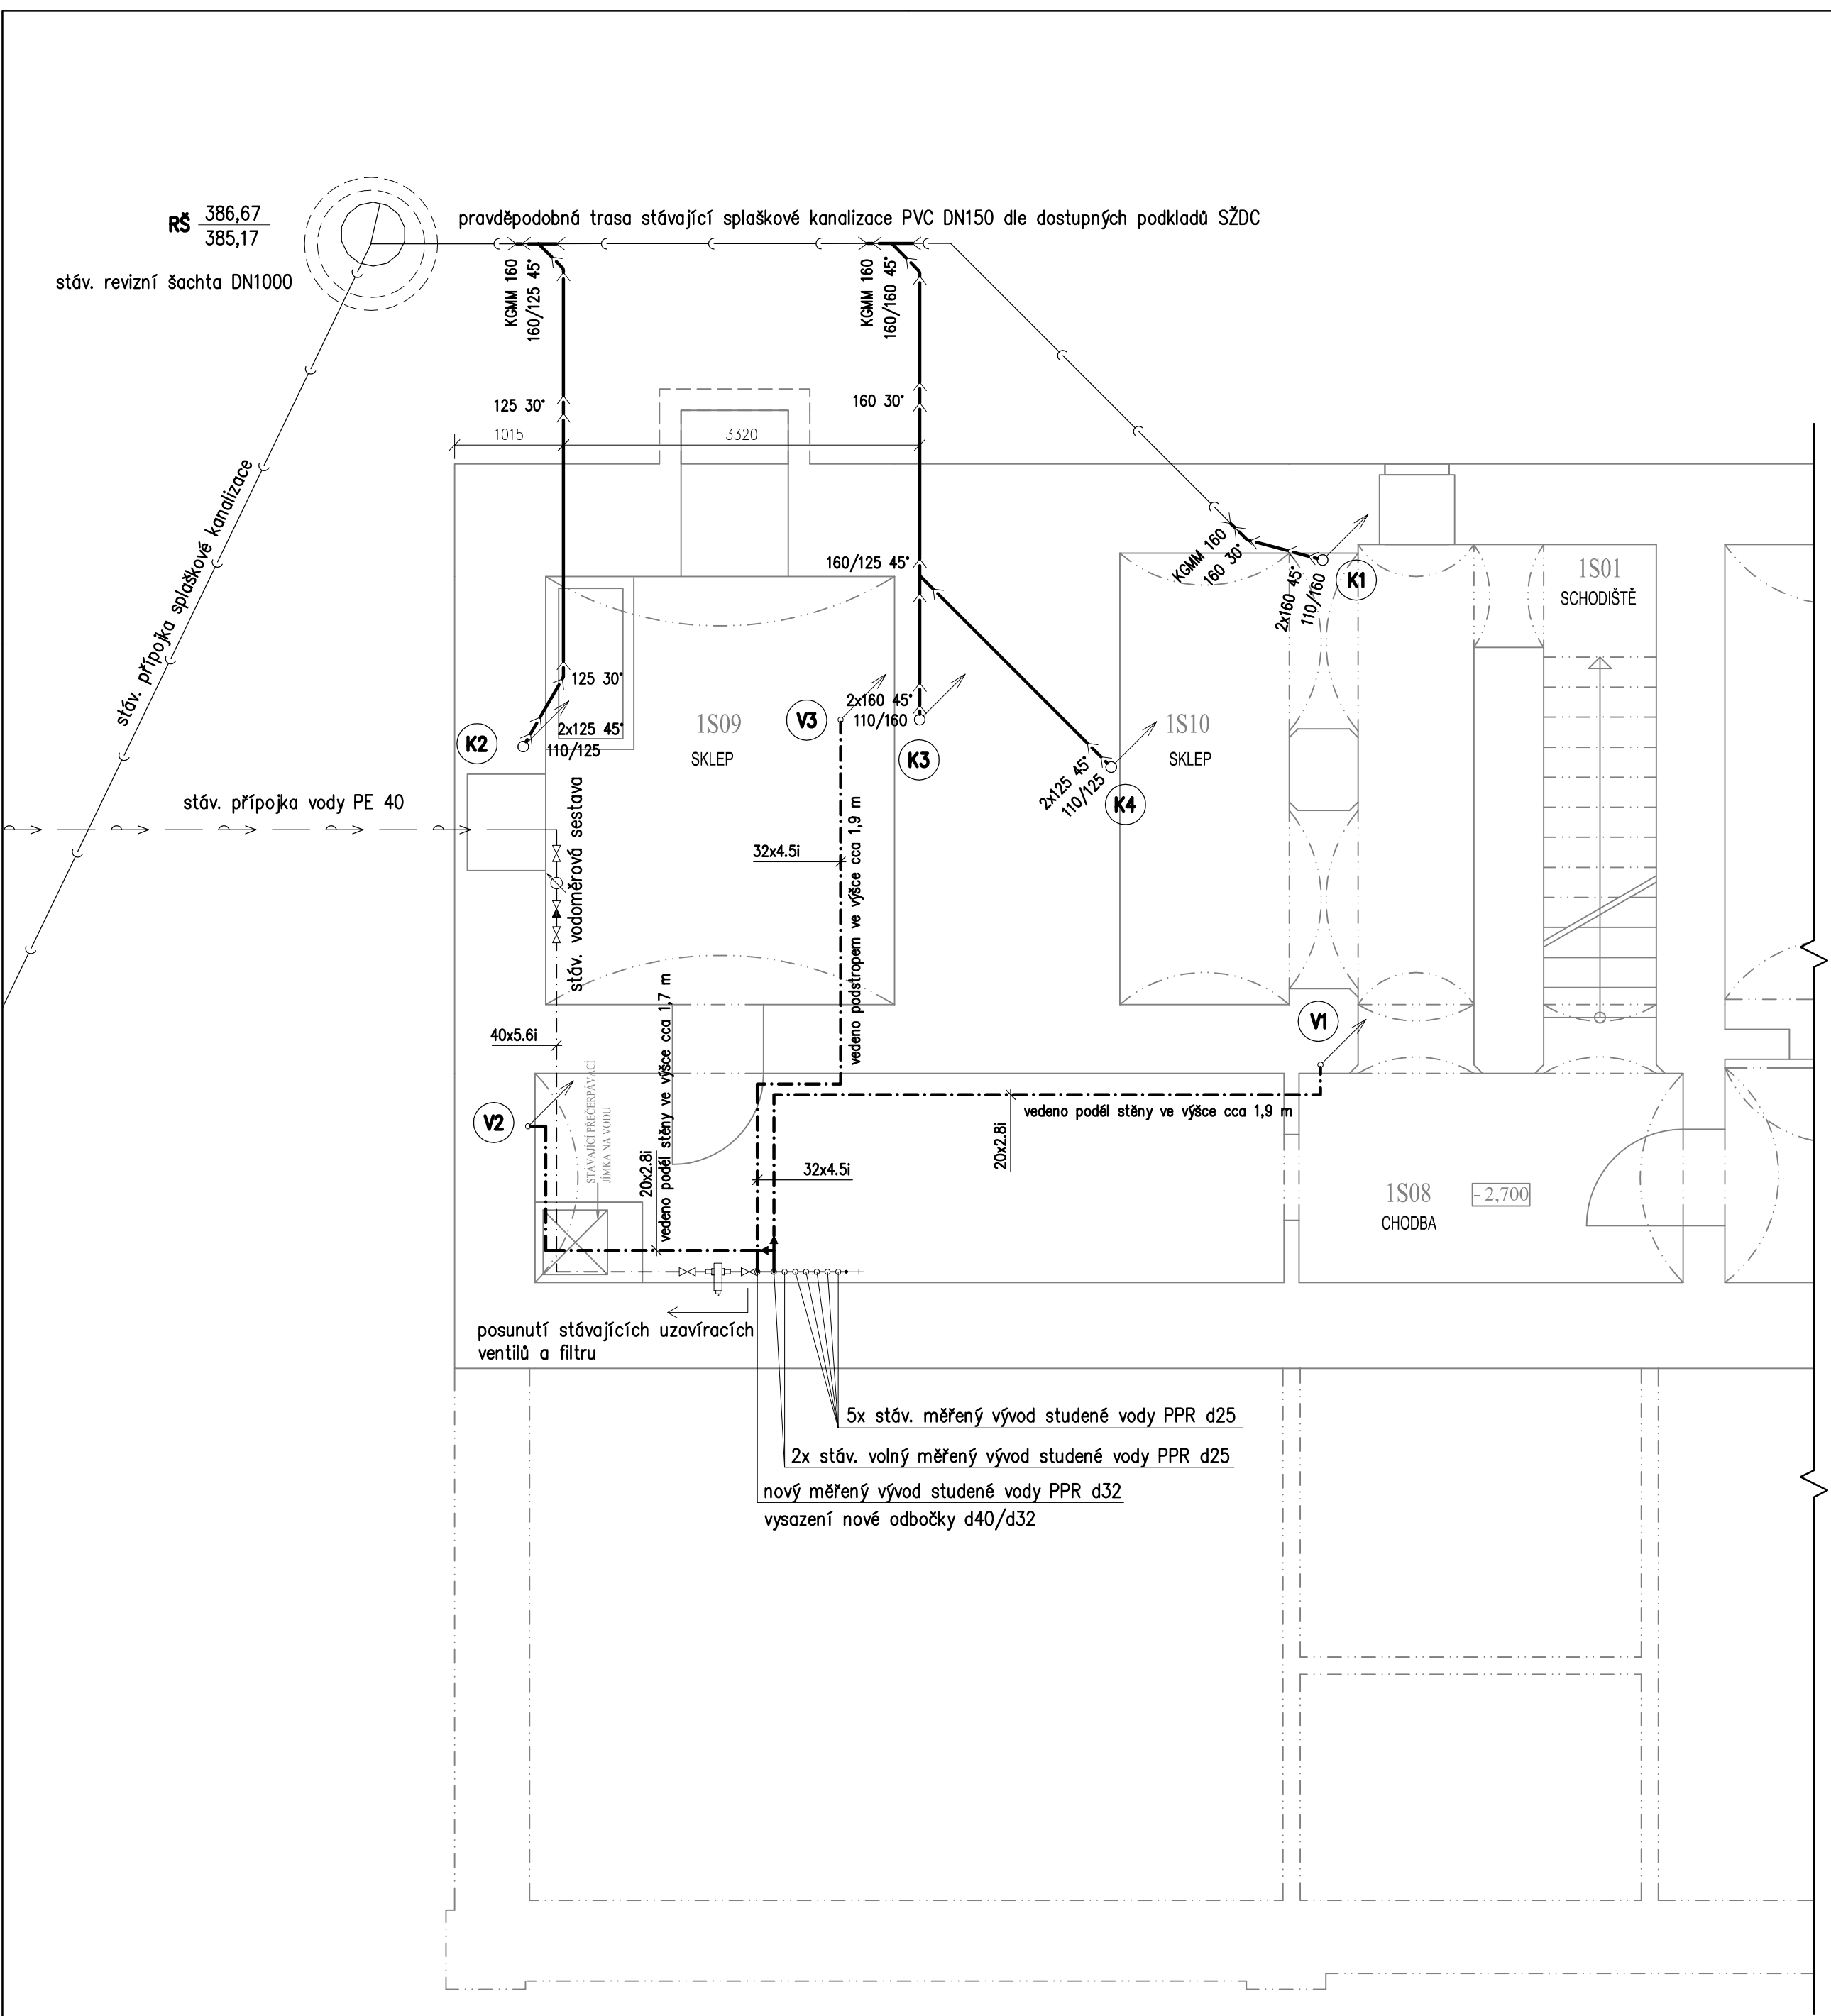 RŠ 386,67
385,17
stáv. revizní šachta DN1000
pravděpodobná trasa stávající splaškové kanalizace PVC DN150 dle dostupných podkladů SŽDC
KGMM 160
160/125 45°
KGMM 160
160/160 45°
125 30°
160 30°
1015
3320
stáv. přípojka splaškové kanalizace
160/125 45°
KGMM 160
160 30°
2x160 45°
110/160
K1
1S01
SCHODIŠTĚ
125 30°
2x125 45°
110/125
K2
1S09
SKLEP
V3
2x160 45°
110/160
K3
1S10
SKLEP
2x125 45°
110/125
K4
stáv. přípojka vody PE 40
stáv. vodoměrová sestava
32x4.5i
vedeno podstropem ve výšce cca 1,9 m
40x5.6i
vedeno podél stěny ve výšce cca 1,7 m
20x2.8i
STÁVAJÍCÍ PŘEČERPÁVACÍ
JÍMKA NA VODU
V2
V1
vedeno podél stěny ve výšce cca 1,9 m
20x2.8i
32x4.5i
1S08
- 2,700
CHODBA
posunutí stávajících uzavíracích
ventilů a filtru
5x stáv. měřený vývod studené vody PPR d25
2x stáv. volný měřený vývod studené vody PPR d25
nový měřený vývod studené vody PPR d32
vysazení nové odbočky d40/d32